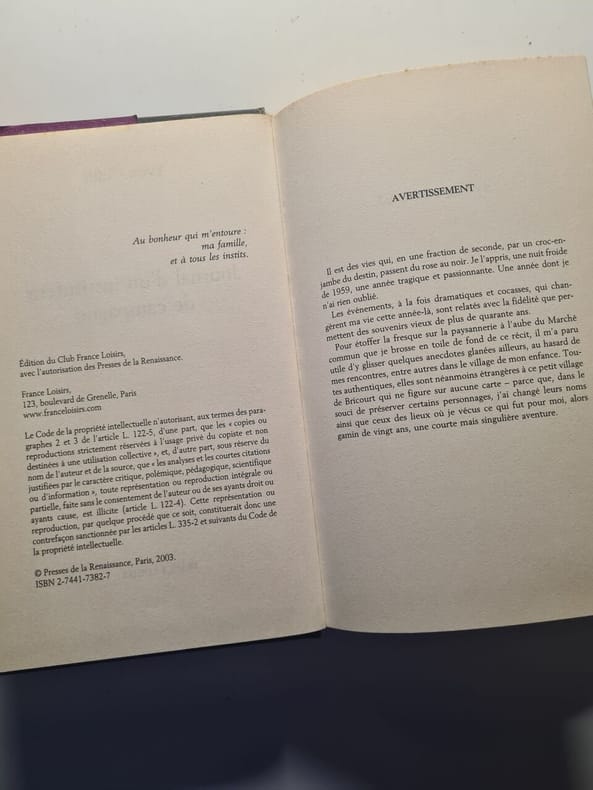 Au bonheur qui m'entoure :
ma famille,
et à tous les instits.
Édition du Club France Loisirs,
avec l'autorisation des Presses de la Renaissance.
France Loisirs,
123, boulevard de Grenelle, Paris
www.franceloisirs.com
Le Code de la propriété intellectuelle n'autorisant, aux termes des para-
graphes 2 et 3 de l'article L. 122-5, d'une part, que les « copies ou
reproductions strictement réservées à l'usage privé du copiste et non
destinées à une utilisation collective », et, d'autre part, sous réserve du
nom de l'auteur et de la source, que « les analyses et les courtes citations
justifiées par le caractère critique, polémique, pédagogique, scientifique
ou d'information », toute représentation ou reproduction intégrale ou
partielle, faite sans le consentement de l'auteur ou de ses ayants droit ou
ayants cause, est illicite (article L. 122-4). Cette représentation ou
reproduction, par quelque procédé que ce soit, constituerait donc une
contrefaçon sanctionnée par les articles L. 335-2 et suivants du Code de
la propriété intellectuelle.
© Presses de la Renaissance, Paris, 2003.
ISBN 2-7441-7382-7
AVERTISSEMENT
Il est des vies qui, en une fraction de seconde, par un croc-en-
jambe du destin, passent du rose au noir. Je l'appris, une nuit froide
de 1959, une année tragique et passionnante. Une année dont je
n'ai rien oublié.
Les événements, à la fois dramatiques et cocasses, qui chan-
gèrent ma vie cette année-là, sont relatés avec la fidélité que per-
mettent des souvenirs vieux de plus de quarante ans.
Pour étoffer la fresque sur la paysannerie à l'aube du Marché
commun que je brosse en toile de fond de ce récit, il m'a paru
utile d'y glisser quelques anecdotes glanées ailleurs, au hasard de
mes rencontres, entre autres dans le village de mon enfance. Tou-
tes authentiques, elles sont néanmoins étrangères à ce petit village
de Bricourt qui ne figure sur aucune carte – parce que, dans le
souci de préserver certains personnages, j'ai changé leurs noms
ainsi que ceux des lieux où je vécus ce qui fut pour moi, alors
gamin de vingt ans, une courte mais singulière aventure.